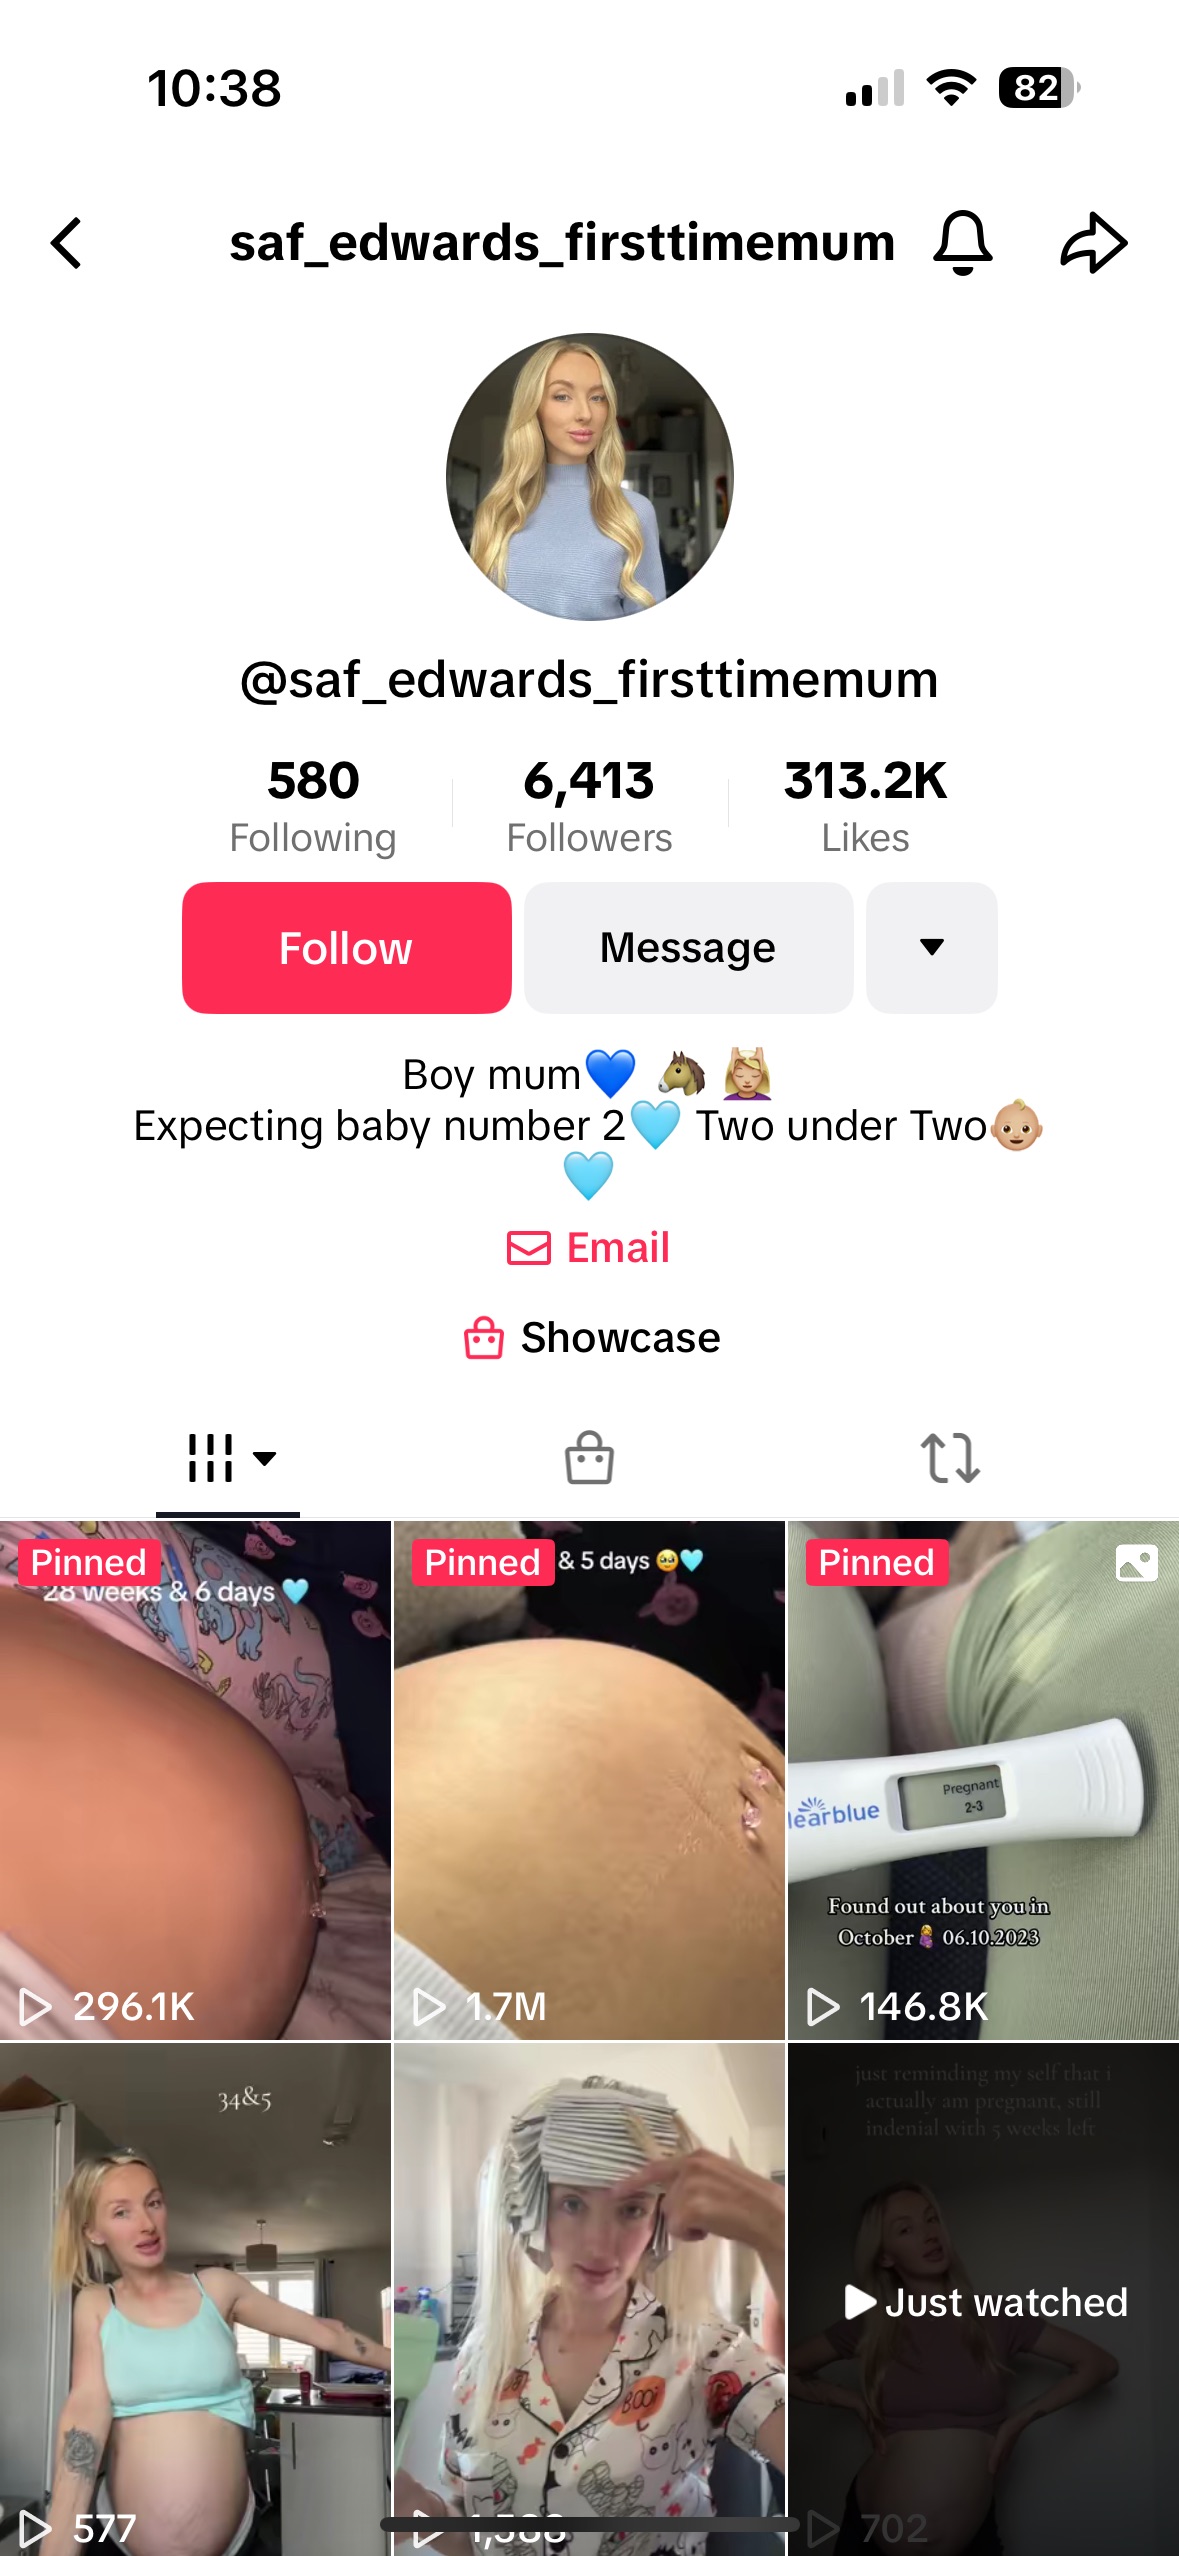 10:38
82
saf_edwards_firsttimemum
@saf_edwards_firsttimemum
580
Following
6,413
Followers
313.2K
Likes
Follow
Message
Boy mum💙 🐴 💆🏼‍♀️
Expecting baby number 2🩵 Two under Two👶🏼
🩵
Email
Showcase
Pinned
28 weeks & 6 days 🩵
296.1K
Pinned
& 5 days 🥹🩵
1.7M
Pinned
Pregnant
2-3
learblue
Found out about you in
October🤰🏼 06.10.2023
146.8K
34&5
577
BOO!
just reminding my self that i
actually am pregnant, still
indenial with 5 weeks left
Just watched
702